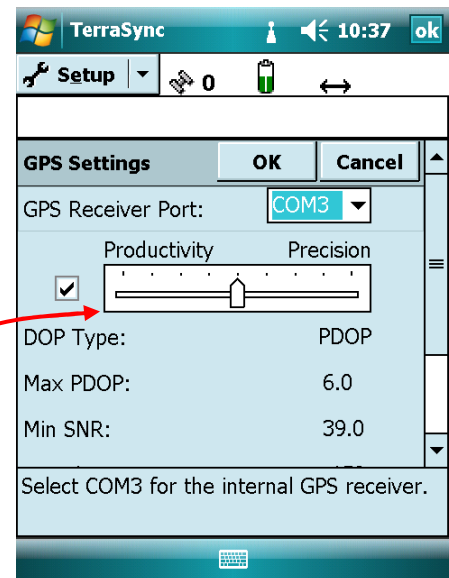 TerraSync 10:37 ok
Setup 0
GPS Settings OK Cancel
GPS Receiver Port: COM3
Productivity Precision
DOP Type: PDOP
Max PDOP: 6.0
Min SNR: 39.0
Select COM3 for the internal GPS receiver.